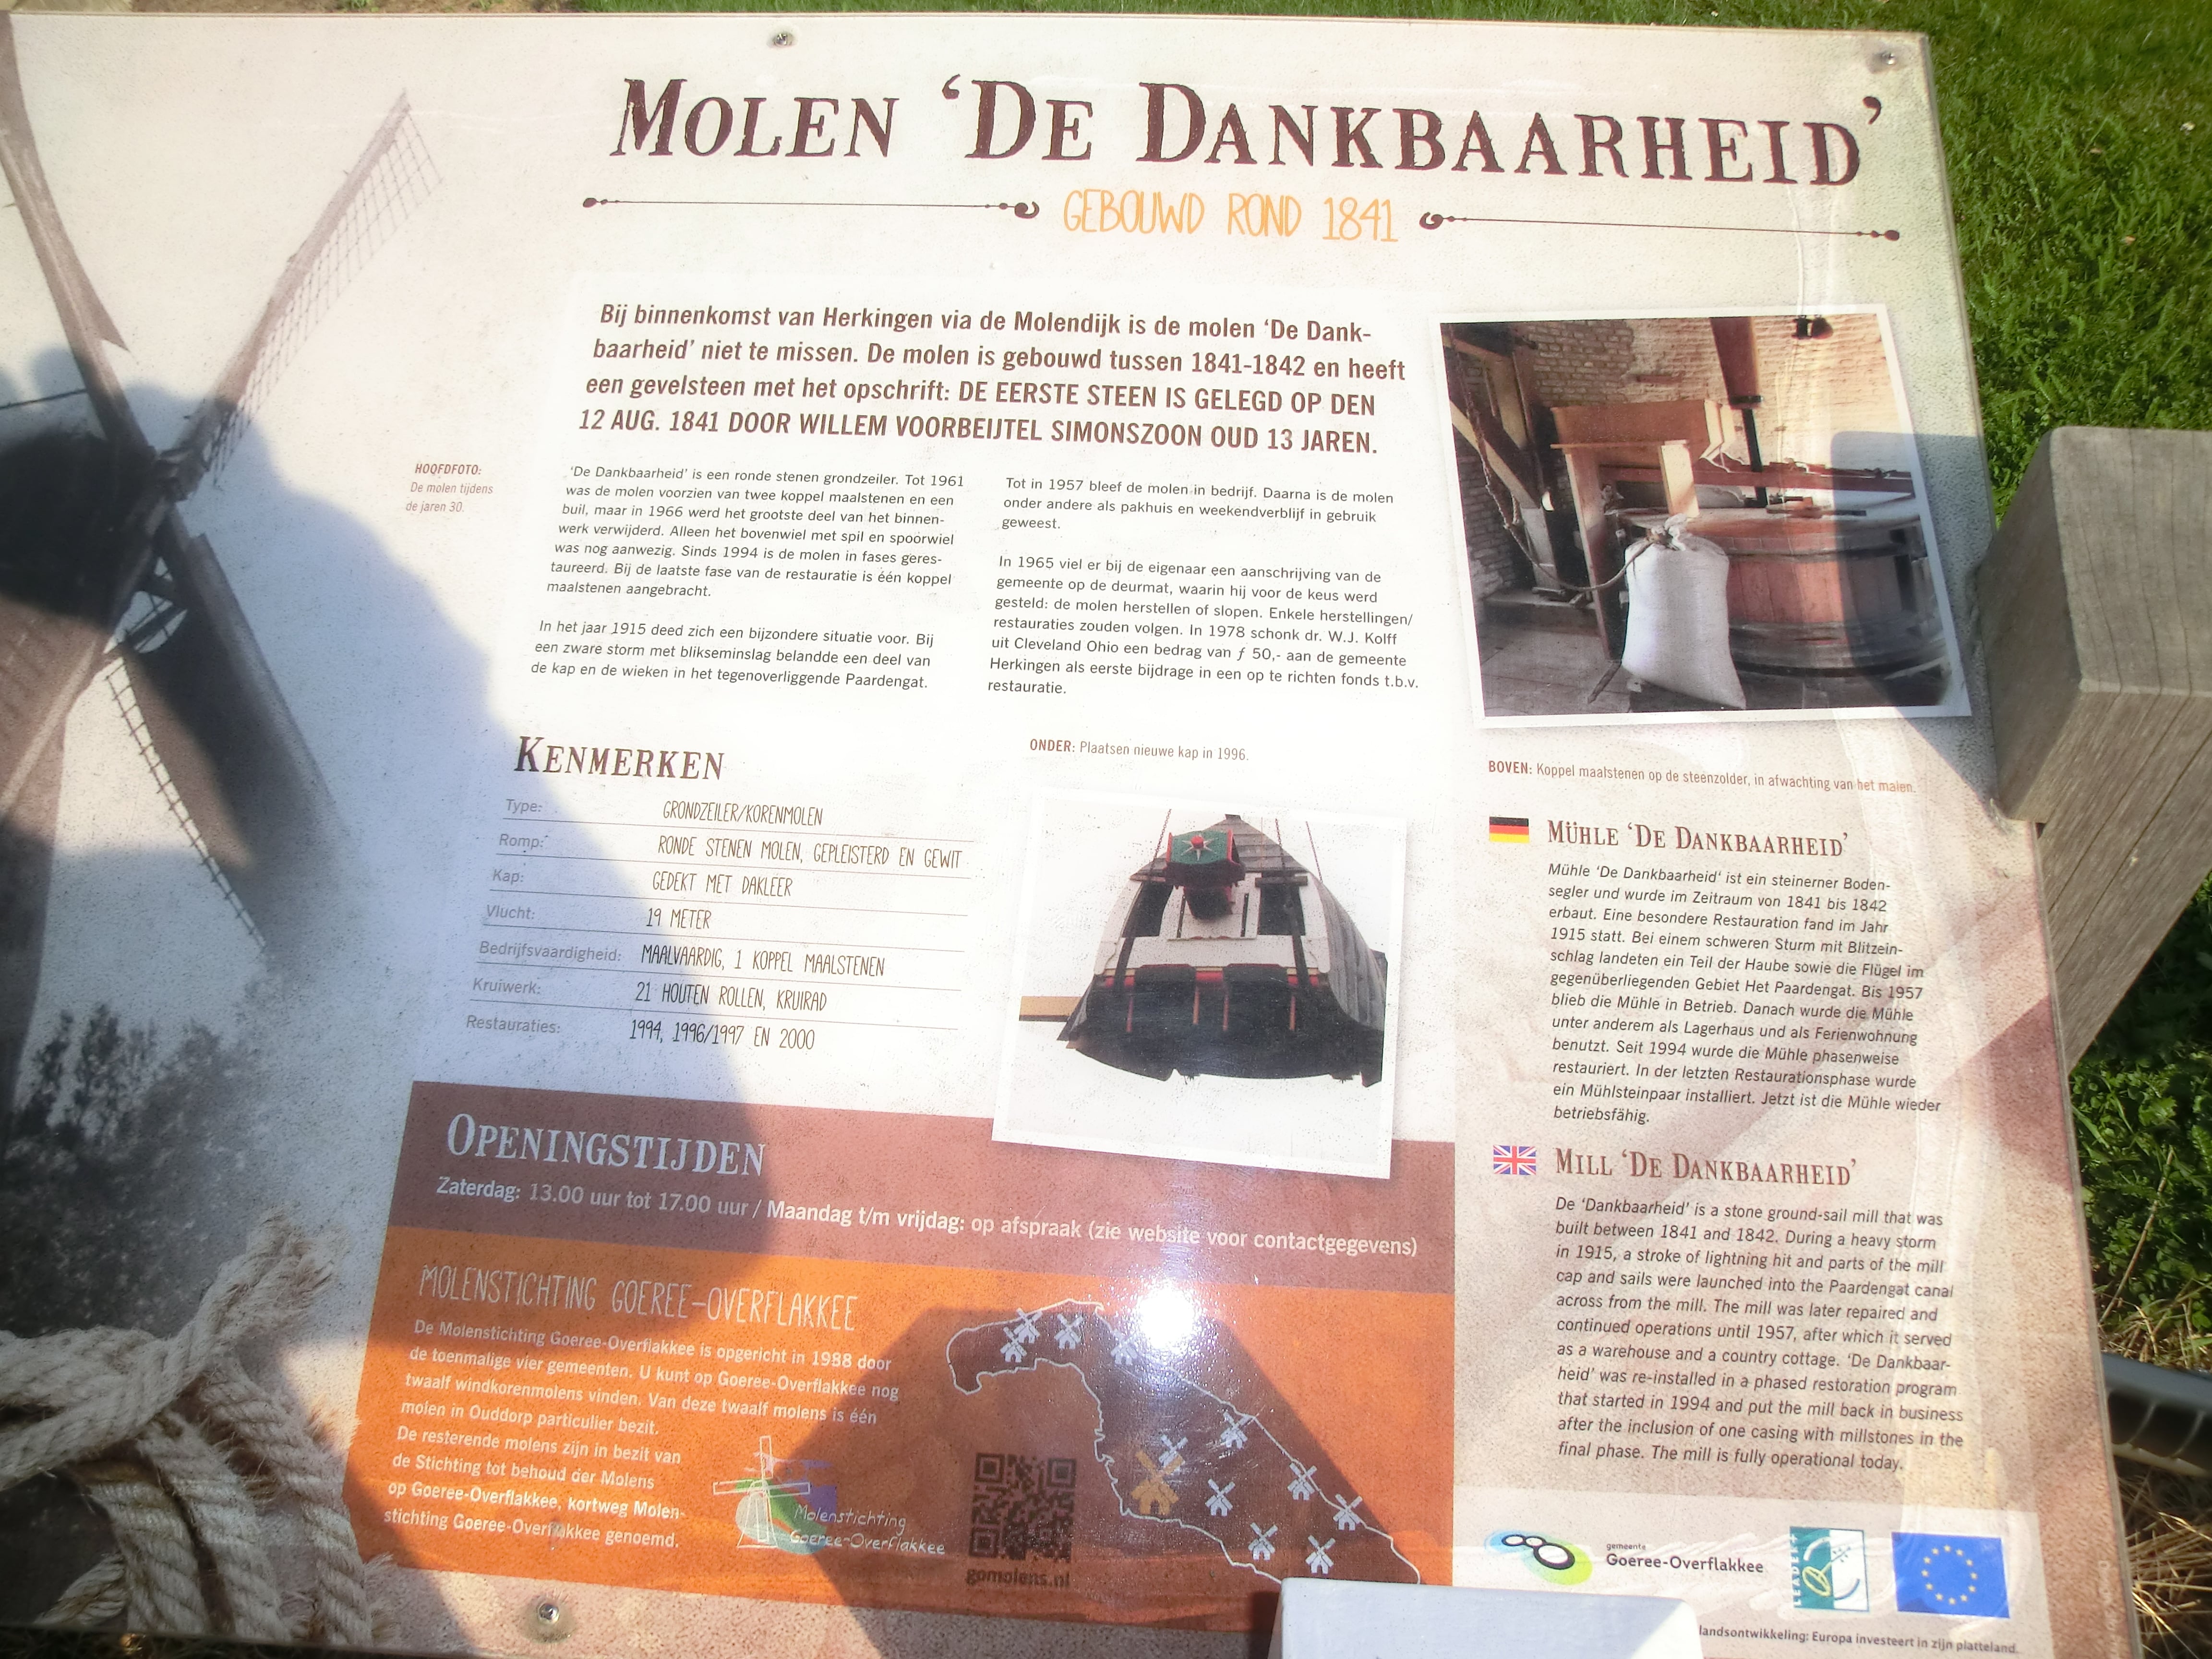 MOLEN ‘DE DANKBAARHEID’
GEBOUWD ROND 1841
Bij binnenkomst van Herkingen via de Molendijk is de molen ‘De Dank-
baarheid’ niet te missen. De molen is gebouwd tussen 1841-1842 en heeft
een gevelsteen met het opschrift: DE EERSTE STEEN IS GELEGD OP DEN
12 AUG. 1841 DOOR WILLEM VOORBEIJTEL SIMONSZOON OUD 13 JAREN.
HOOFDFOTO:
De molen tijdens
de jaren 30.
‘De Dankbaarheid’ is een ronde stenen grondzeiler. Tot 1961
was de molen voorzien van twee koppel maalstenen en een
buil, maar in 1966 werd het grootste deel van het binnen-
werk verwijderd. Alleen het bovenwiel met spil en spoorwiel
was nog aanwezig. Sinds 1994 is de molen in fases geres-
taureerd. Bij de laatste fase van de restauratie is één koppel
maalstenen aangebracht.
In het jaar 1915 deed zich een bijzondere situatie voor. Bij
een zware storm met blikseminslag belandde een deel van
de kap en de wieken in het tegenoverliggende Paardengat.
Tot in 1957 bleef de molen in bedrijf. Daarna is de molen
onder andere als pakhuis en weekendverblijf in gebruik
geweest.
In 1965 viel er bij de eigenaar een aanschrijving van de
gemeente op de deurmat, waarin hij voor de keus werd
gesteld: de molen herstellen of slopen. Enkele herstellingen/
restauraties zouden volgen. In 1978 schonk dr. W.J. Kolff
uit Cleveland Ohio een bedrag van ƒ 50,- aan de gemeente
Herkingen als eerste bijdrage in een op te richten fonds t.b.v.
restauratie.
KENMERKEN
Type: GRONDZEILER/KORENMOLEN
Romp: RONDE STENEN MOLEN, GEPLEISTERD EN GEWIT
Kap: GEDEKT MET DAKLEER
Vlucht: 19 METER
Bedrijfsvaardigheid: MAALVAARDIG, 1 KOPPEL MAALSTENEN
Kruiwerk: 21 HOUTEN ROLLEN, KRUIRAD
Restauraties: 1994, 1996/1997 EN 2000
ONDER: Plaatsen nieuwe kap in 1996.
BOVEN: Koppel maalstenen op de steenzolder, in afwachting van het malen.
MÜHLE ‘DE DANKBAARHEID’
Mühle ‘De Dankbaarheid‘ ist ein steinerner Boden-
segler und wurde im Zeitraum von 1841 bis 1842
erbaut. Eine besondere Restauration fand im Jahr
1915 statt. Bei einem schweren Sturm mit Blitzein-
schlag landeten ein Teil der Haube sowie die Flügel im
gegenüberliegenden Gebiet Het Paardengat. Bis 1957
blieb die Mühle in Betrieb. Danach wurde die Mühle
unter anderem als Lagerhaus und als Ferienwohnung
benutzt. Seit 1994 wurde die Mühle phasenweise
restauriert. In der letzten Restaurationsphase wurde
ein Mühlsteinpaar installiert. Jetzt ist die Mühle wieder
betriebsfähig.
MILL ‘DE DANKBAARHEID’
De ‘Dankbaarheid’ is a stone ground-sail mill that was
built between 1841 and 1842. During a heavy storm
in 1915, a stroke of lightning hit and parts of the mill
cap and sails were launched into the Paardengat canal
across from the mill. The mill was later repaired and
continued operations until 1957, after which it served
as a warehouse and a country cottage. ‘De Dankbaar-
heid’ was re-installed in a phased restoration program
that started in 1994 and put the mill back in business
after the inclusion of one casing with millstones in the
final phase. The mill is fully operational today.
OPENINGSTIJDEN
Zaterdag: 13.00 uur tot 17.00 uur / Maandag t/m vrijdag: op afspraak (zie website voor contactgegevens)
MOLENSTICHTING GOEREE-OVERFLAKKEE
De Molenstichting Goeree-Overflakkee is opgericht in 1988 door
de toenmalige vier gemeenten. U kunt op Goeree-Overflakkee nog
twaalf windkorenmolens vinden. Van deze twaalf molens is één
molen in Ouddorp particulier bezit.
De resterende molens zijn in bezit van
de Stichting tot behoud der Molens
op Goeree-Overflakkee, kortweg Molen-
stichting Goeree-Overflakkee genoemd.
Molenstichting
Goeree-Overflakkee
gomolens.nl
gemeente
Goeree-Overflakkee
LEADER+
landsontwikkeling: Europa investeert in zijn platteland.